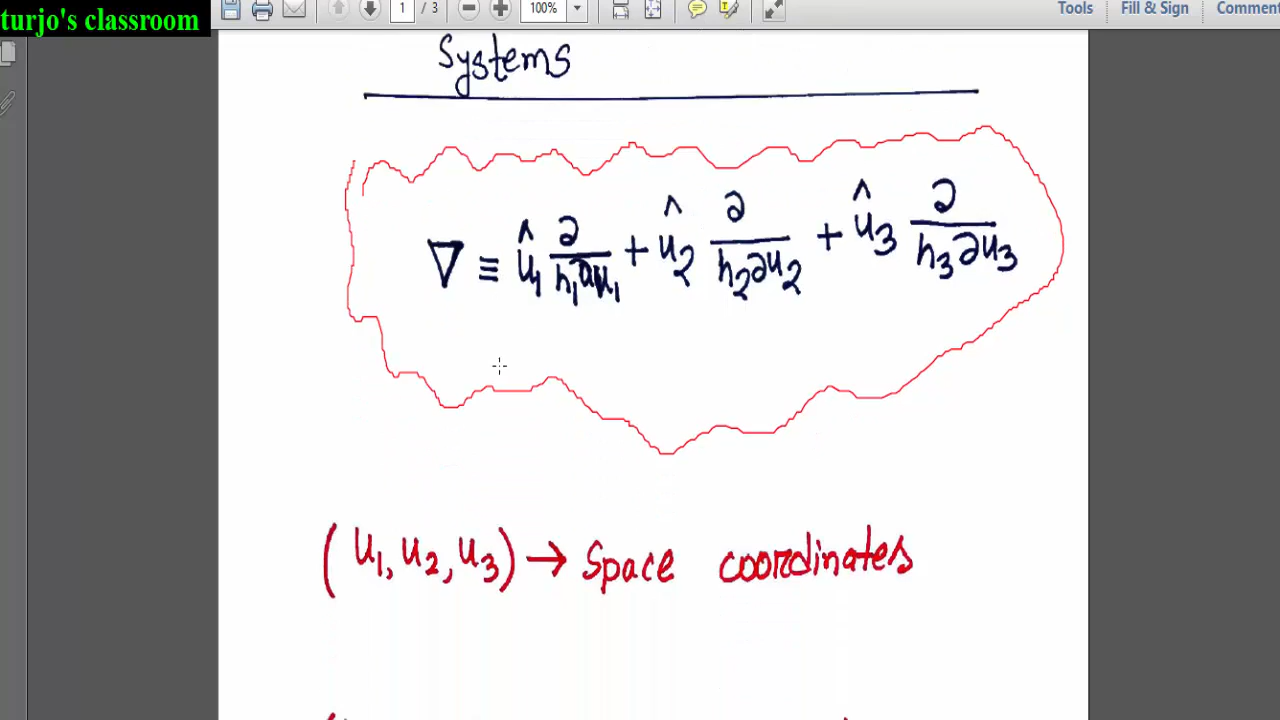 turjo's classroom
1 / 3 100% Tools Fill & Sign Comment
Systems
∇ ≡ û₁ ∂/h₁∂u₁ + û₂ ∂/h₂∂u₂ + û₃ ∂/h₃∂u₃
(u₁, u₂, u₃) → Space coordinates